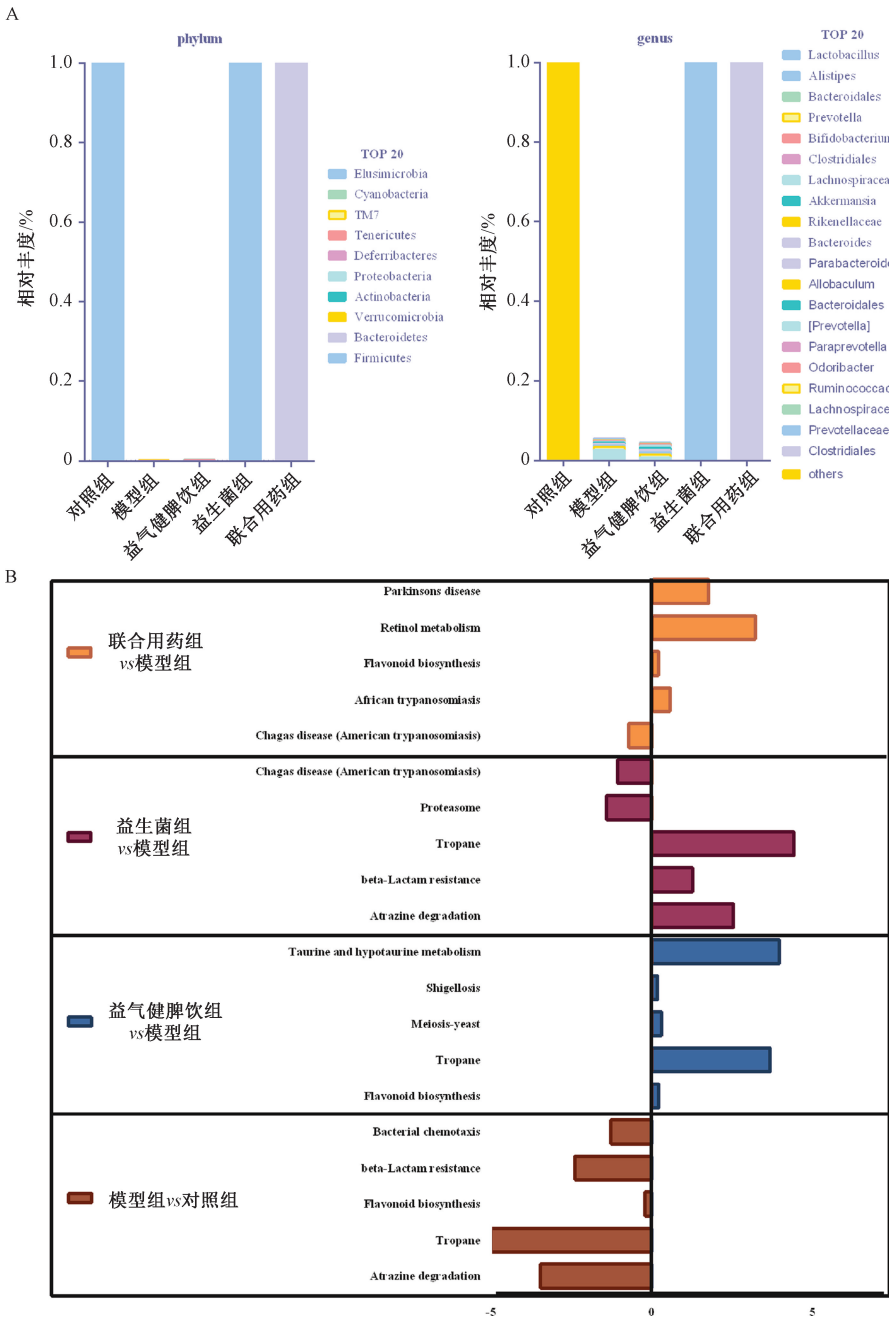 A
phylum
1.0
0.8
0.6
0.4
0.2
0
相对丰度/%
对照组
模型组
益气健脾饮组
益生菌组
联合用药组
TOP 20
Elusimicrobia
Cyanobacteria
TM7
Tenericutes
Deferribacteres
Proteobacteria
Actinobacteria
Verrucomicrobia
Bacteroidetes
Firmicutes
genus
1.0
0.8
0.6
0.4
0.2
0
相对丰度/%
对照组
模型组
益气健脾饮组
益生菌组
联合用药组
TOP 20
Lactobacillus
Alistipes
Bacteroidales
Prevotella
Bifidobacterium
Clostridiales
Lachnospiracea
Akkermansia
Rikenellaceae
Bacteroides
Parabacteroide
Allobaculum
Bacteroidales
[Prevotella]
Paraprevotella
Odoribacter
Ruminococcac
Lachnospirace
Prevotellaceae
Clostridiales
others
B
联合用药组
vs模型组
Parkinsons disease
Retinol metabolism
Flavonoid biosynthesis
African trypanosomiasis
Chagas disease (American trypanosomiasis)
益生菌组
vs模型组
Chagas disease (American trypanosomiasis)
Proteasome
Tropane
beta-Lactam resistance
Atrazine degradation
益气健脾饮组
vs模型组
Taurine and hypotaurine metabolism
Shigellosis
Meiosis-yeast
Tropane
Flavonoid biosynthesis
模型组vs对照组
Bacterial chemotaxis
beta-Lactam resistance
Flavonoid biosynthesis
Tropane
Atrazine degradation
-5
0
5